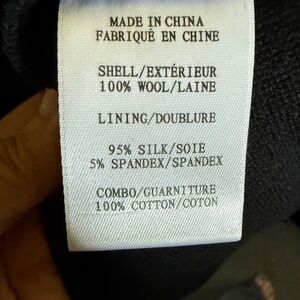 MADE IN CHINA
FABRIQUÉ EN CHINE
SHELL/EXTÉRIEUR
100% WOOL/LAINE
LINING/DOUBLURE
95% SILK/SOIE
5% SPANDEX/SPANDEX
COMBO/GUARNITURE
100% COTTON/COTON